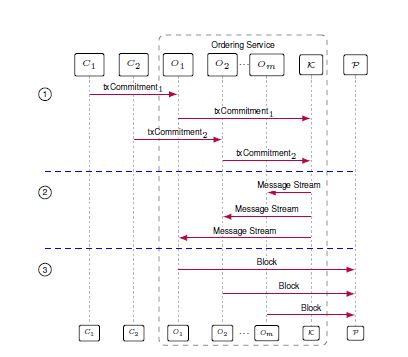 Ordering Service
C₁ C₂ O₁ O₂ ... Oₘ 𝒦 𝒫
1
txCommitment₁
txCommitment₁
txCommitment₂
txCommitment₂
2
Message Stream
Message Stream
Message Stream
3
Block
Block
Block
C₁ C₂ O₁ O₂ ... Oₘ 𝒦 𝒫